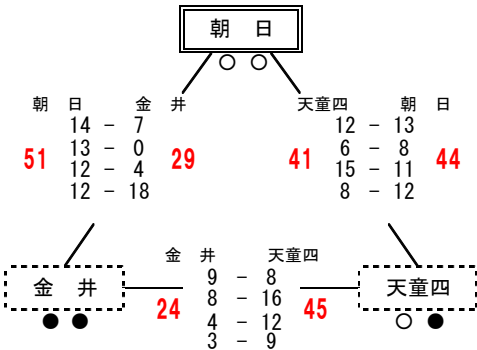 朝 日
○ ○
朝 日 金 井
14 - 7
13 - 0
12 - 4
12 - 18
51 29
天童四 朝 日
12 - 13
6 - 8
15 - 11
8 - 12
41 44
金 井
● ●
金 井 天童四
9 - 8
8 - 16
4 - 12
3 - 9
24 45
天童四
○ ●